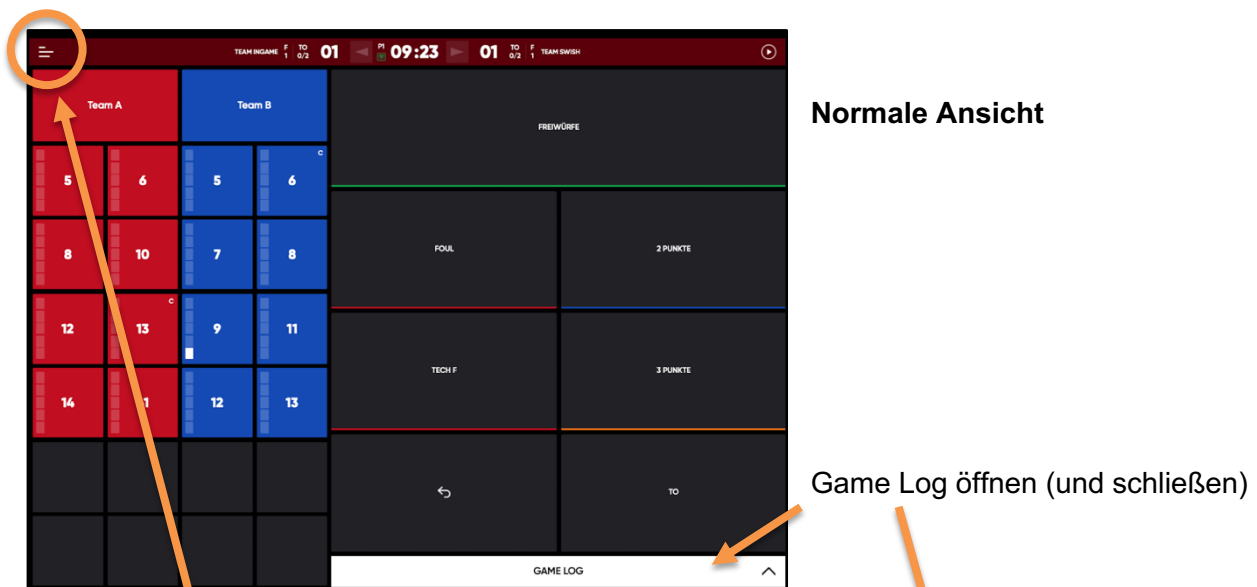 TEAM INGAME F 1 TO 0/2 01 P1 09:23 01 TO 0/2 F 1 TEAM SWISH
Team A Team B
FREIWÜRFE
Normale Ansicht
5 6 5 6 C
8 10 7 8
FOUL 2 PUNKTE
12 13 C 9 11
TECH F 3 PUNKTE
14 12 13
TO
Game Log öffnen (und schließen)
GAME LOG